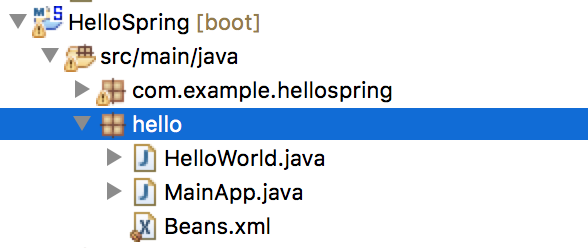 HelloSpring [boot]
src/main/java
com.example.hellospring
hello
HelloWorld.java
MainApp.java
Beans.xml